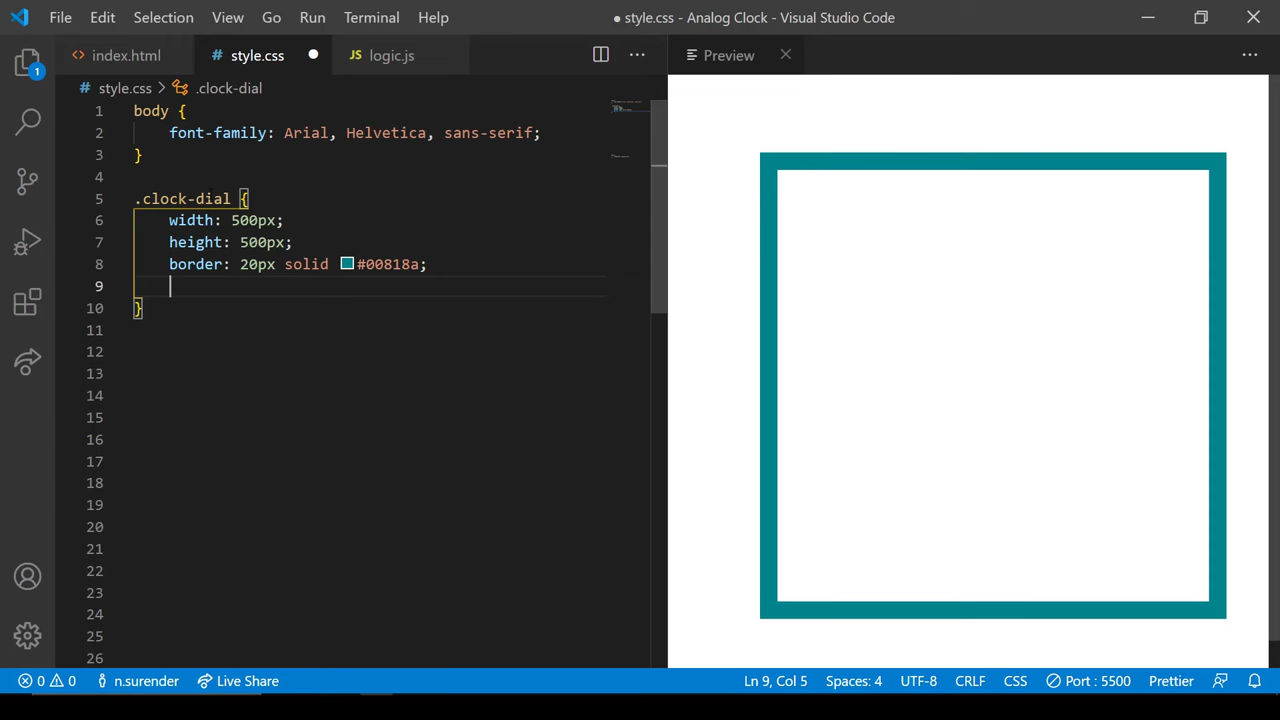 File Edit Selection View Go Run Terminal Help ● style.css - Analog Clock - Visual Studio Code
<> index.html # style.css ● JS logic.js ··· Preview ···
1
# style.css > .clock-dial
1 body {
2 font-family: Arial, Helvetica, sans-serif;
3 }
4
5 .clock-dial {
6 width: 500px;
7 height: 500px;
8 border: 20px solid #00818a;
9
10 }
11
12
13
14
15
16
17
18
19
20
21
22
23
24
25
26
0 0 n.surender Live Share Ln 9, Col 5 Spaces: 4 UTF-8 CRLF CSS Port : 5500 Prettier